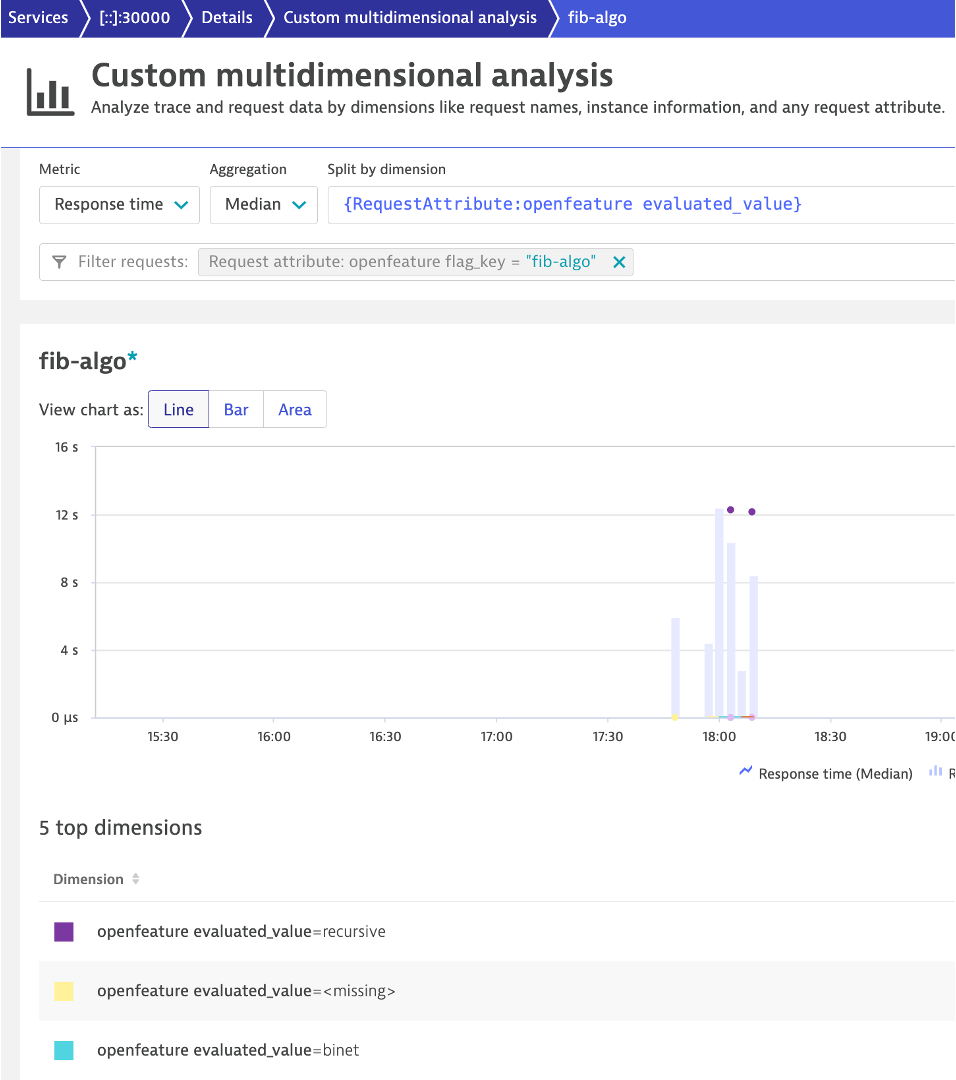 Services [::]:30000 Details Custom multidimensional analysis fib-algo
Custom multidimensional analysis
Analyze trace and request data by dimensions like request names, instance information, and any request attribute.
Metric Aggregation Split by dimension
Response time Median {RequestAttribute:openfeature evaluated_value}
Filter requests: Request attribute: openfeature flag_key = "fib-algo"
fib-algo*
View chart as: Line Bar Area
16 s
12 s
8 s
4 s
0 µs
15:30 16:00 16:30 17:00 17:30 18:00 18:30 19:00
Response time (Median) R
5 top dimensions
Dimension
openfeature evaluated_value=recursive
openfeature evaluated_value=<missing>
openfeature evaluated_value=binet